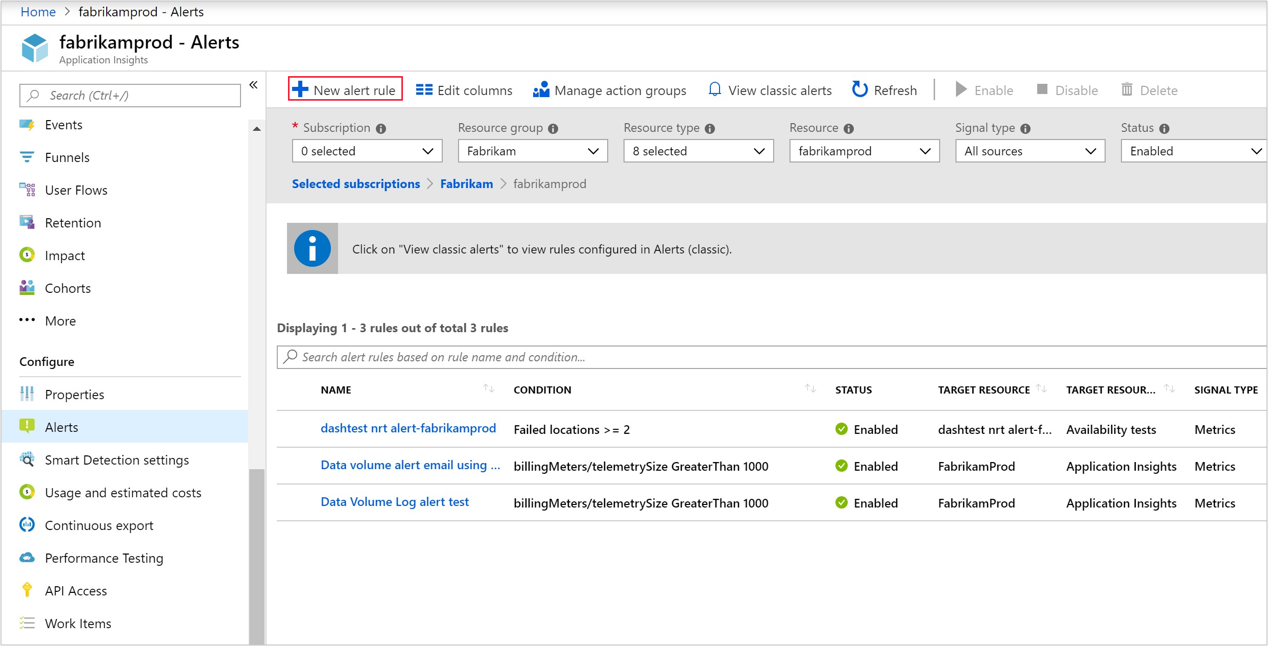 Home > fabrikamprod - Alerts
fabrikamprod - Alerts
Application Insights
Search (Ctrl+/)
«
Events
Funnels
User Flows
Retention
Impact
Cohorts
More
Configure
Properties
Alerts
Smart Detection settings
Usage and estimated costs
Continuous export
Performance Testing
API Access
Work Items
New alert rule Edit columns Manage action groups View classic alerts Refresh Enable Disable Delete
* Subscription Resource group Resource type Resource Signal type Status
0 selected Fabrikam 8 selected fabrikamprod All sources Enabled
Selected subscriptions > Fabrikam > fabrikamprod
Click on "View classic alerts" to view rules configured in Alerts (classic).
Displaying 1 - 3 rules out of total 3 rules
Search alert rules based on rule name and condition...
NAME CONDITION STATUS TARGET RESOURCE TARGET RESOUR... SIGNAL TYPE
dashtest nrt alert-fabrikamprod Failed locations >= 2 Enabled dashtest nrt alert-f... Availability tests Metrics
Data volume alert email using ... billingMeters/telemetrySize GreaterThan 1000 Enabled FabrikamProd Application Insights Metrics
Data Volume Log alert test billingMeters/telemetrySize GreaterThan 1000 Enabled FabrikamProd Application Insights Metrics